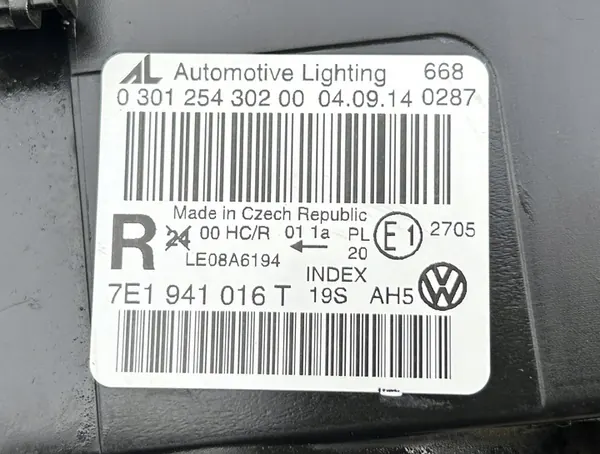 AL Automotive Lighting 668
0 301 254 302 00 04.09.14 0287
Made in Czech Republic
R 24 00 HC/R 01 1a PL 20 E1 2705
LE08A6194
INDEX
7E1 941 016 T 19S AH5 VW